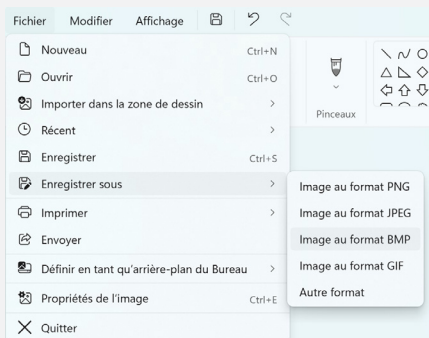 Fichier Modifier Affichage
Nouveau Ctrl+N
Ouvrir Ctrl+O
Importer dans la zone de dessin
Récent
Pinceaux
Enregistrer Ctrl+S
Enregistrer sous
Image au format PNG
Imprimer
Image au format JPEG
Envoyer
Image au format BMP
Définir en tant qu’arrière-plan du Bureau
Image au format GIF
Propriétés de l’image Ctrl+E
Autre format
Quitter